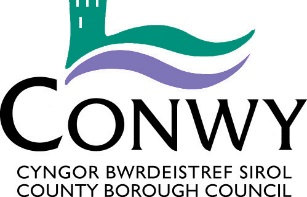 CONWY
CYNGOR BWRDEISTREF SIROL
COUNTY BOROUGH COUNCIL